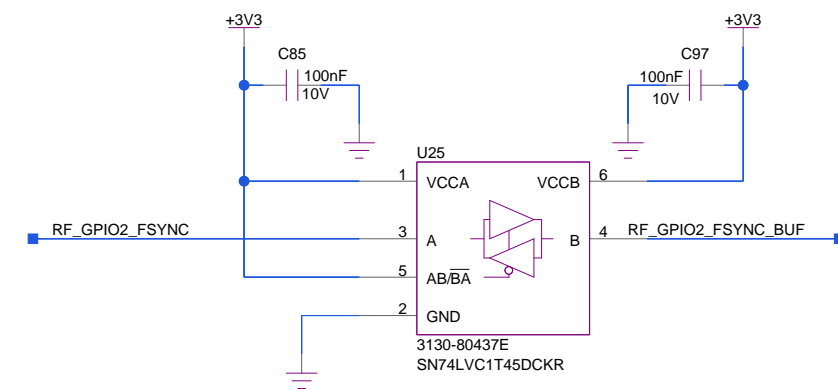 +3V3
+3V3
C85
C97
100nF
10V
100nF
10V
U25
1
VCCA
VCCB
6
RF_GPIO2_FSYNC
3
A
B
4
RF_GPIO2_FSYNC_BUF
5
AB/BA
2
GND
3130-80437E
SN74LVC1T45DCKR